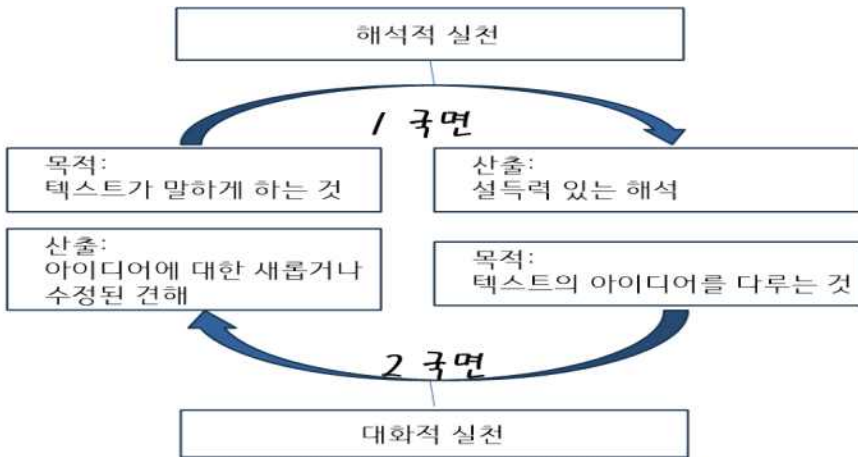 해석적 실천
1 국면
목적:
텍스트가 말하게 하는 것
산출:
설득력 있는 해석
산출:
아이디어에 대한 새롭거나
수정된 견해
목적:
텍스트의 아이디어를 다루는 것
2 국면
대화적 실천